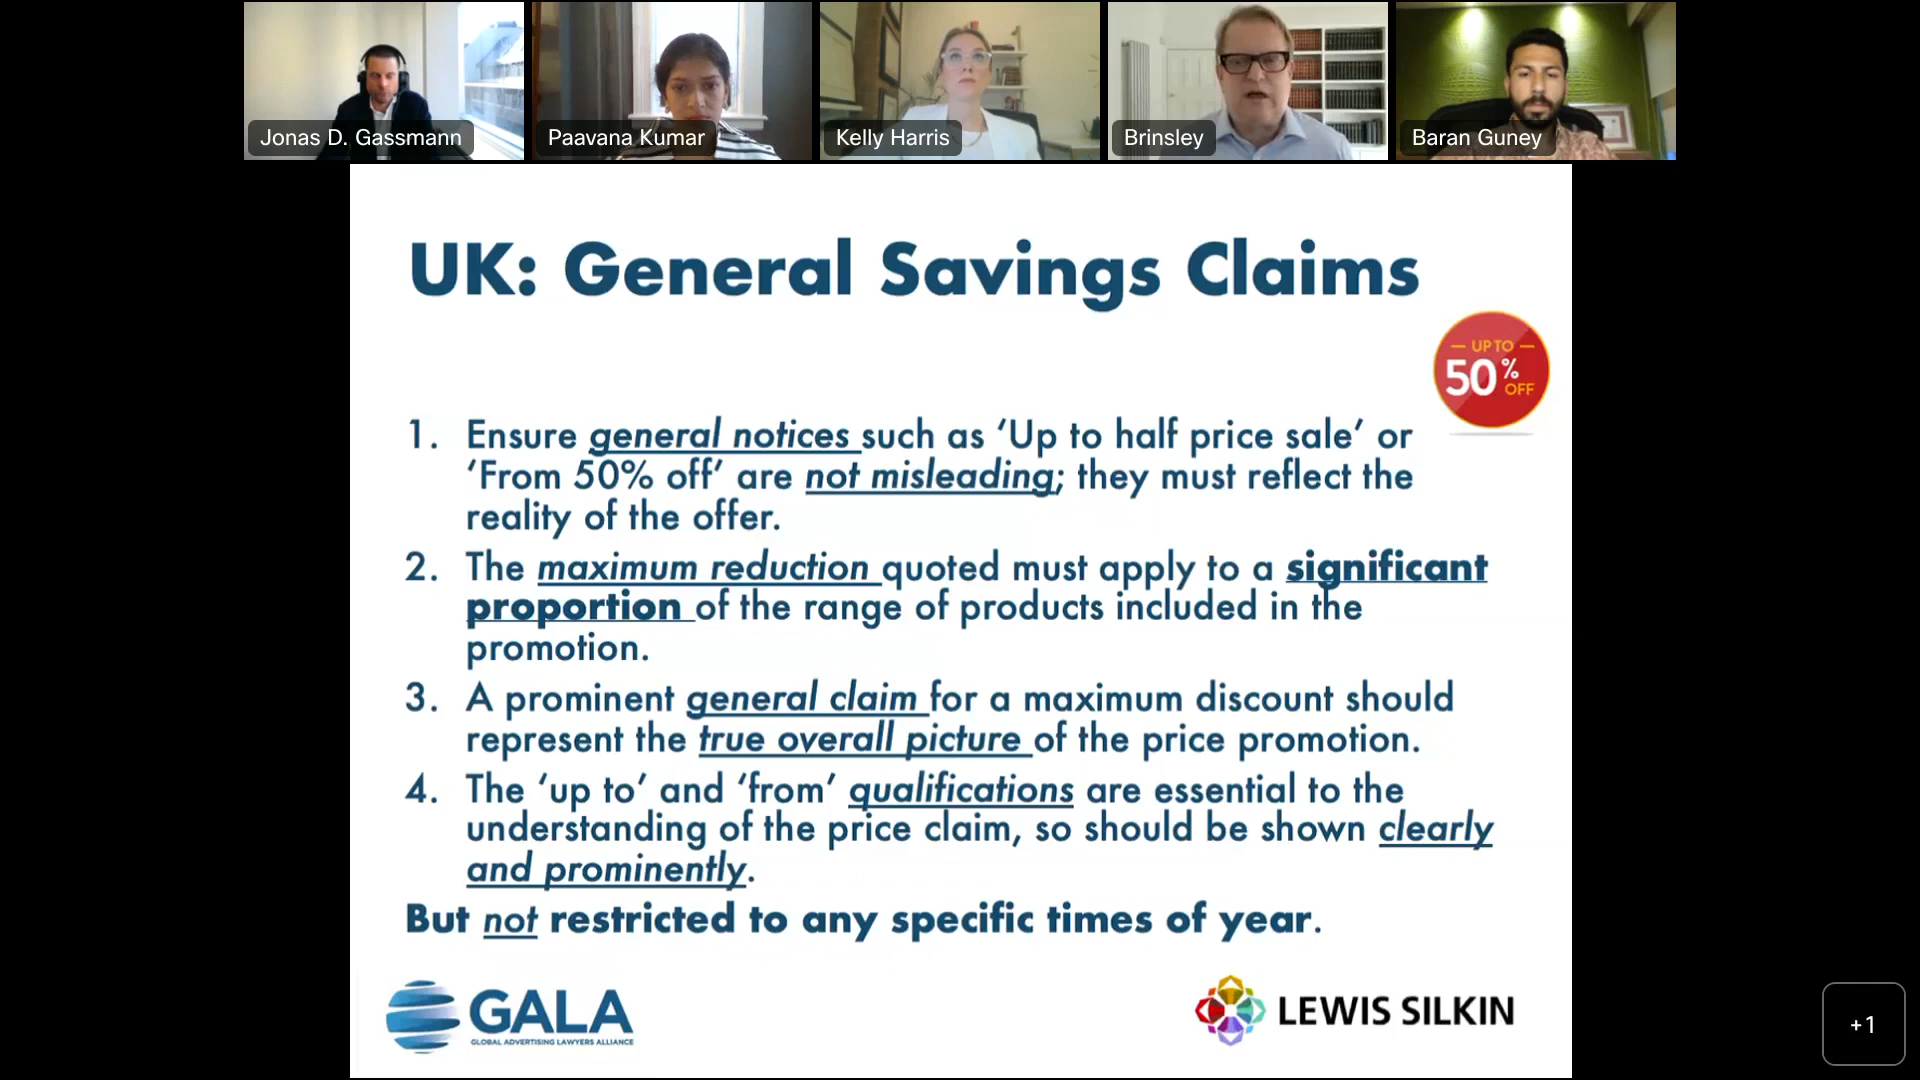 Jonas D. Gassmann
Paavana Kumar
Kelly Harris
Brinsley
Baran Guney
UK: General Savings Claims
— UP TO —
50%
OFF
1. Ensure general notices such as ‘Up to half price sale’ or
‘From 50% off’ are not misleading; they must reflect the
reality of the offer.
2. The maximum reduction quoted must apply to a significant
proportion of the range of products included in the
promotion.
3. A prominent general claim for a maximum discount should
represent the true overall picture of the price promotion.
4. The ‘up to’ and ‘from’ qualifications are essential to the
understanding of the price claim, so should be shown clearly
and prominently.
But not restricted to any specific times of year.
GALA
GLOBAL ADVERTISING LAWYERS ALLIANCE
LEWIS SILKIN
+1